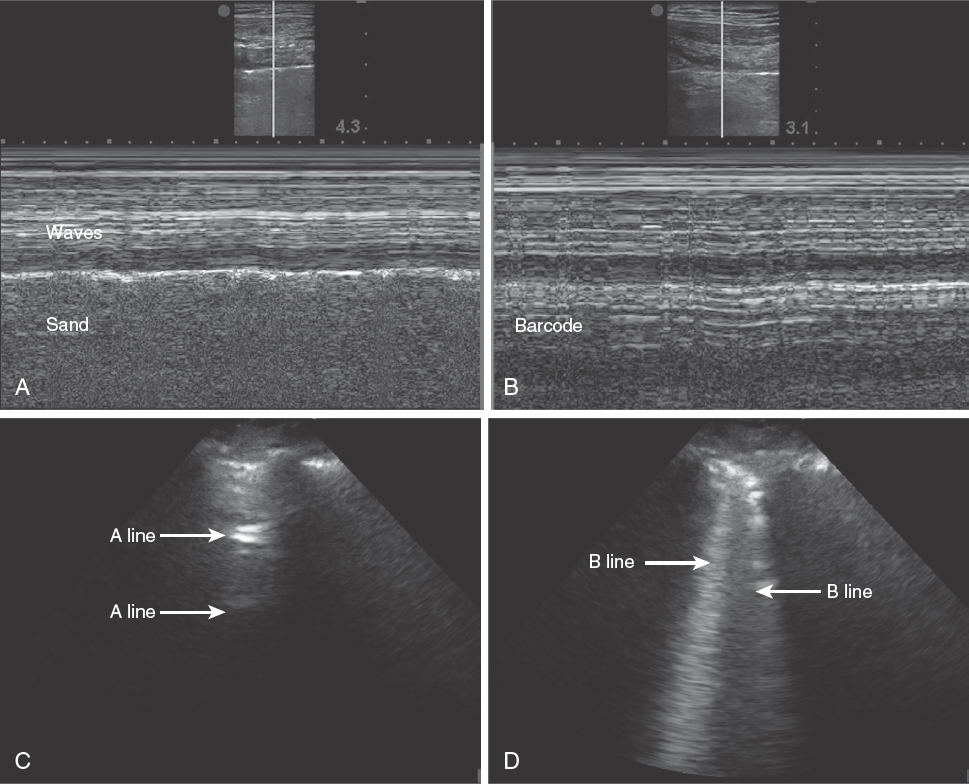 4.3
3.1
Waves
Sand
Barcode
A
B
A line
B line
A line
B line
C
D